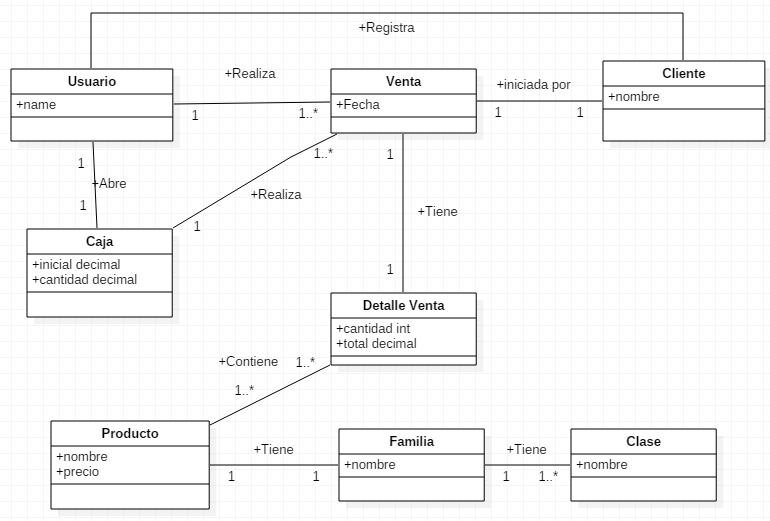 +Registra
Usuario
+name
+Realiza
1
1..*
Venta
+Fecha
+iniciada por
1
1
Cliente
+nombre
1
+Abre
1
1..*
+Realiza
1
1
+Tiene
1
Caja
+inicial decimal
+cantidad decimal
Detalle Venta
+cantidad int
+total decimal
+Contiene
1..*
1..*
Producto
+nombre
+precio
+Tiene
1
1
Familia
+nombre
+Tiene
1
1..*
Clase
+nombre